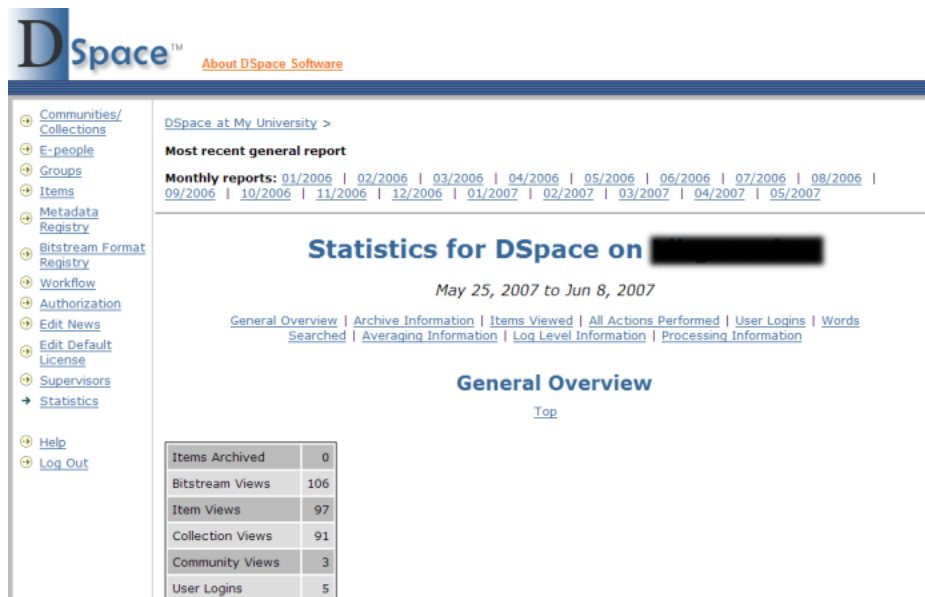 DSpace™
About DSpace Software
Communities/
Collections
E-people
Groups
Items
Metadata
Registry
Bitstream Format
Registry
Workflow
Authorization
Edit News
Edit Default
License
Supervisors
Statistics
Help
Log Out
DSpace at My University >
Most recent general report
Monthly reports: 01/2006 | 02/2006 | 03/2006 | 04/2006 | 05/2006 | 06/2006 | 07/2006 | 08/2006 |
09/2006 | 10/2006 | 11/2006 | 12/2006 | 01/2007 | 02/2007 | 03/2007 | 04/2007 | 05/2007
Statistics for DSpace on
May 25, 2007 to Jun 8, 2007
General Overview | Archive Information | Items Viewed | All Actions Performed | User Logins | Words
Searched | Averaging Information | Log Level Information | Processing Information
General Overview
Top
Items Archived 0
Bitstream Views 106
Item Views 97
Collection Views 91
Community Views 3
User Logins 5